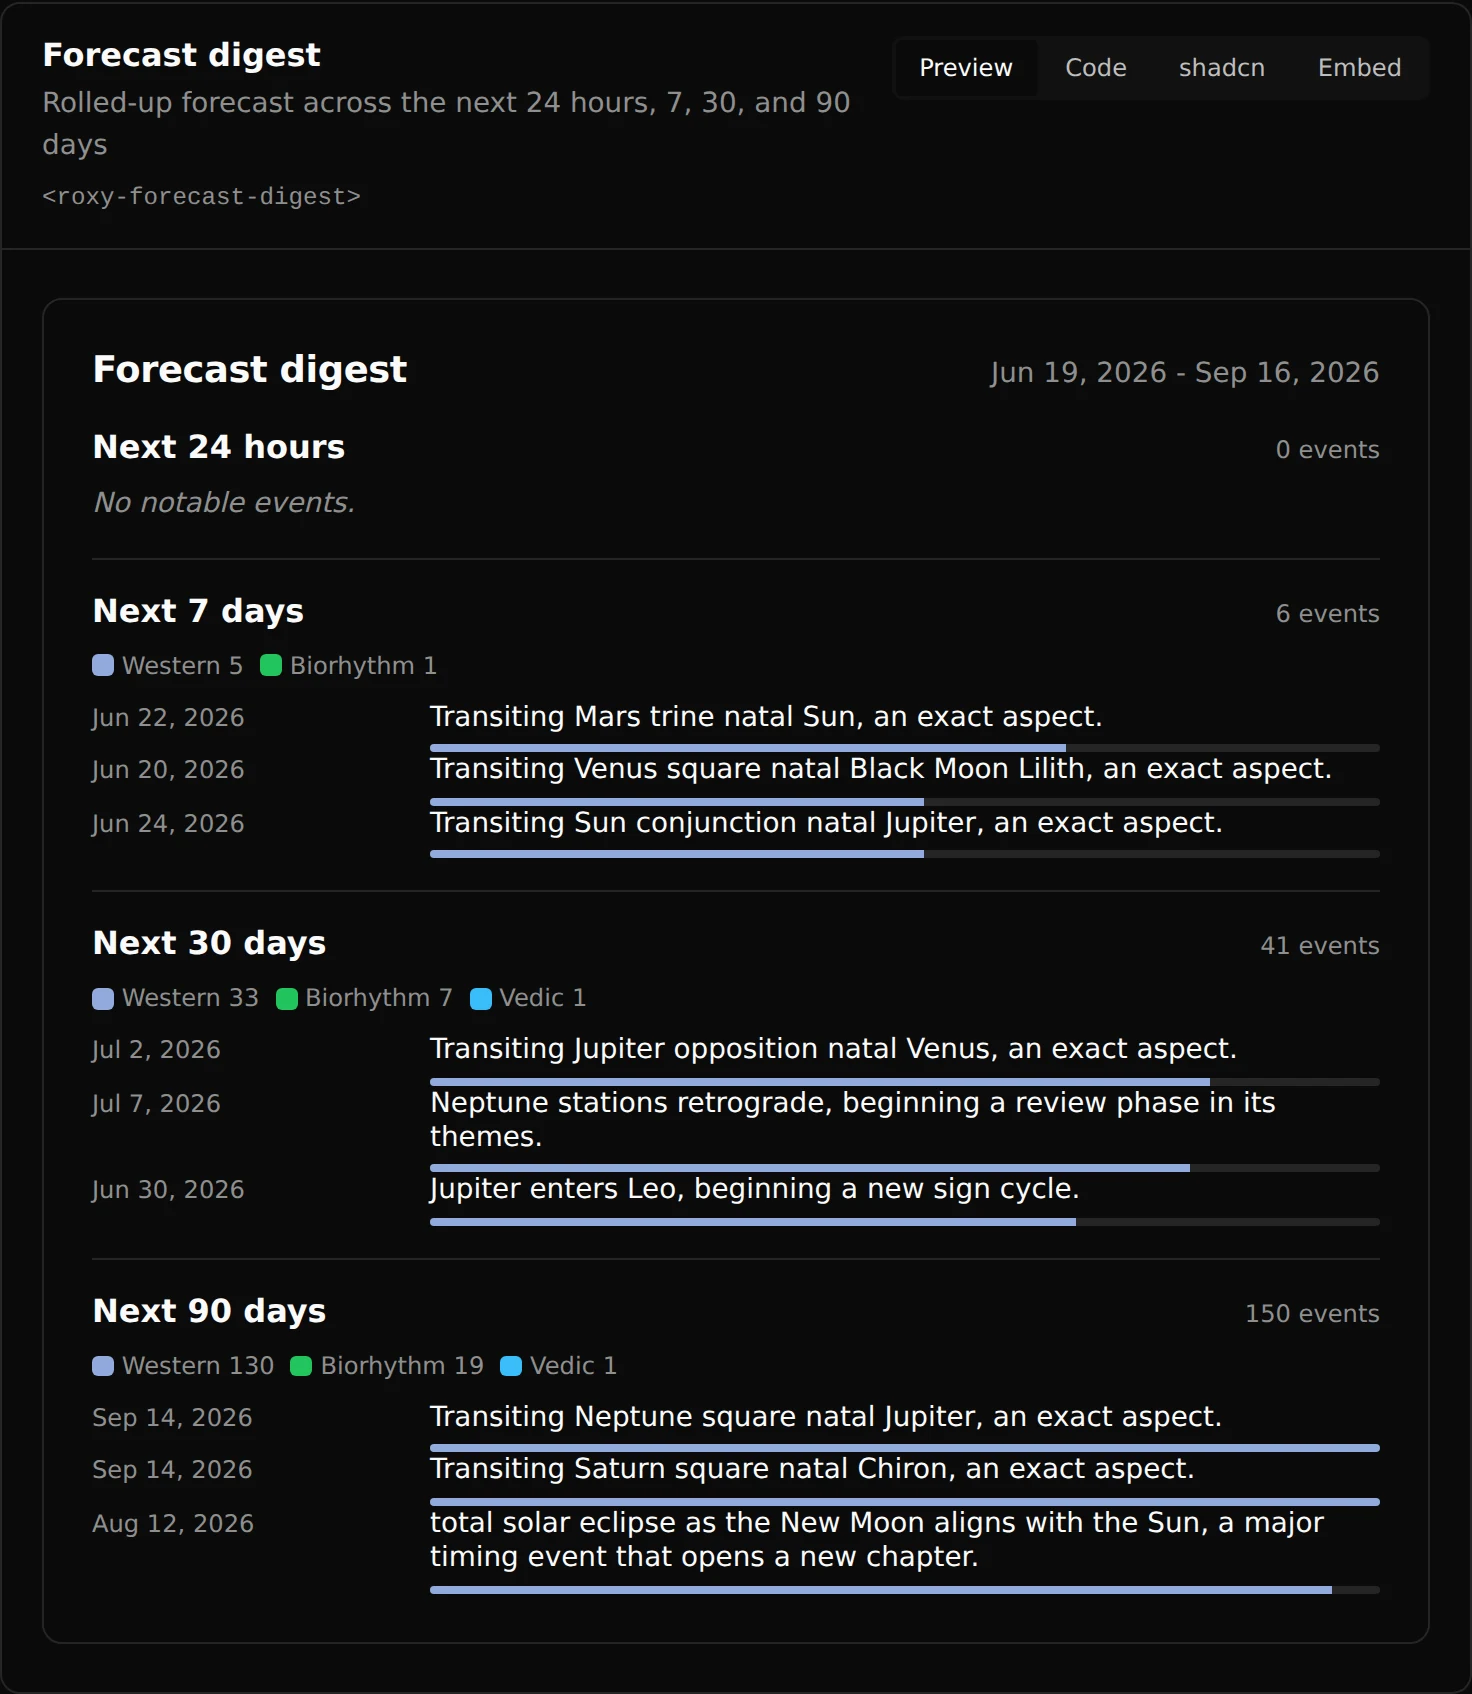 Forecast digest
Preview Code shadcn Embed
Rolled-up forecast across the next 24 hours, 7, 30, and 90
days
<roxy-forecast-digest>
Forecast digest
Jun 19, 2026 - Sep 16, 2026
Next 24 hours
0 events
No notable events.
Next 7 days
6 events
Western 5 Biorhythm 1
Jun 22, 2026
Transiting Mars trine natal Sun, an exact aspect.
Jun 20, 2026
Transiting Venus square natal Black Moon Lilith, an exact aspect.
Jun 24, 2026
Transiting Sun conjunction natal Jupiter, an exact aspect.
Next 30 days
41 events
Western 33 Biorhythm 7 Vedic 1
Jul 2, 2026
Transiting Jupiter opposition natal Venus, an exact aspect.
Jul 7, 2026
Neptune stations retrograde, beginning a review phase in its
themes.
Jun 30, 2026
Jupiter enters Leo, beginning a new sign cycle.
Next 90 days
150 events
Western 130 Biorhythm 19 Vedic 1
Sep 14, 2026
Transiting Neptune square natal Jupiter, an exact aspect.
Sep 14, 2026
Transiting Saturn square natal Chiron, an exact aspect.
Aug 12, 2026
total solar eclipse as the New Moon aligns with the Sun, a major
timing event that opens a new chapter.